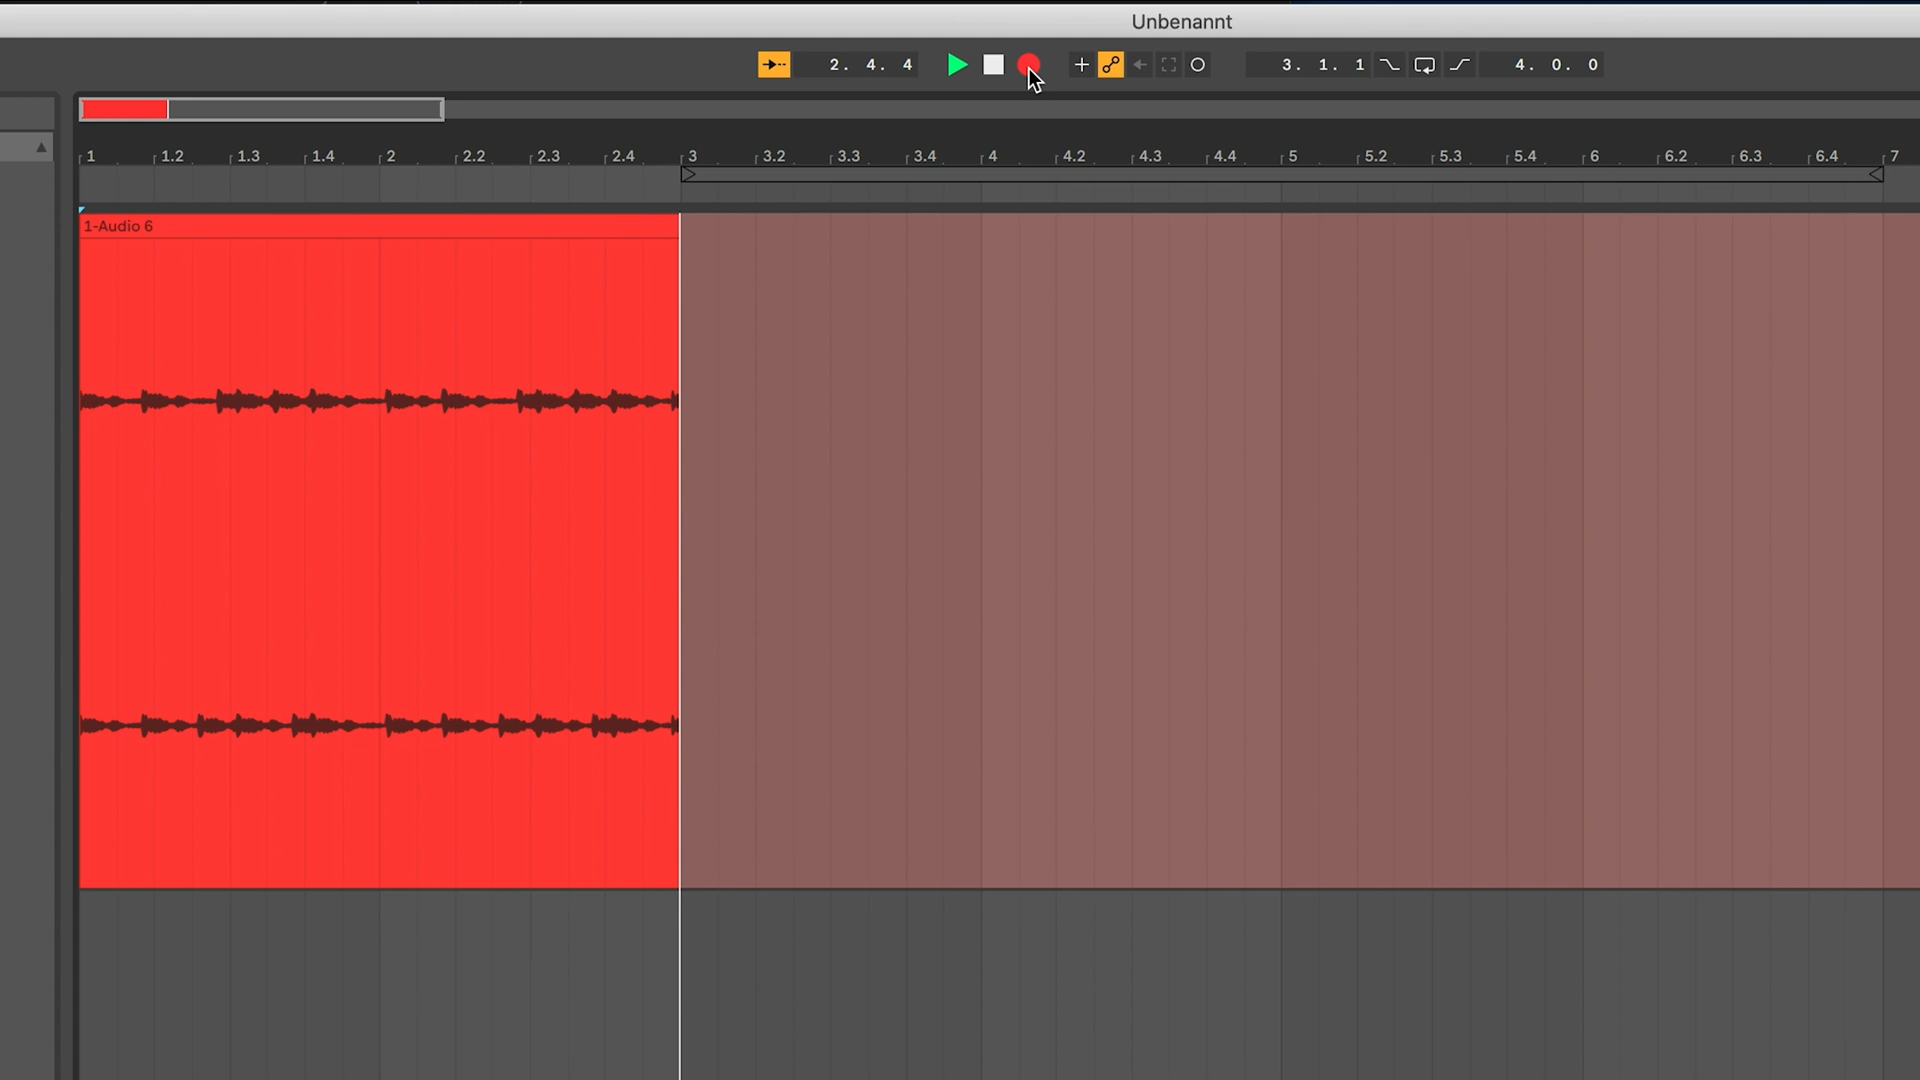 Unbenannt
2. 4. 4 3. 1. 1 4. 0. 0
1 1.2 1.3 1.4 2 2.2 2.3 2.4 3 3.2 3.3 3.4 4 4.2 4.3 4.4 5 5.2 5.3 5.4 6 6.2 6.3 6.4 7
1-Audio 6